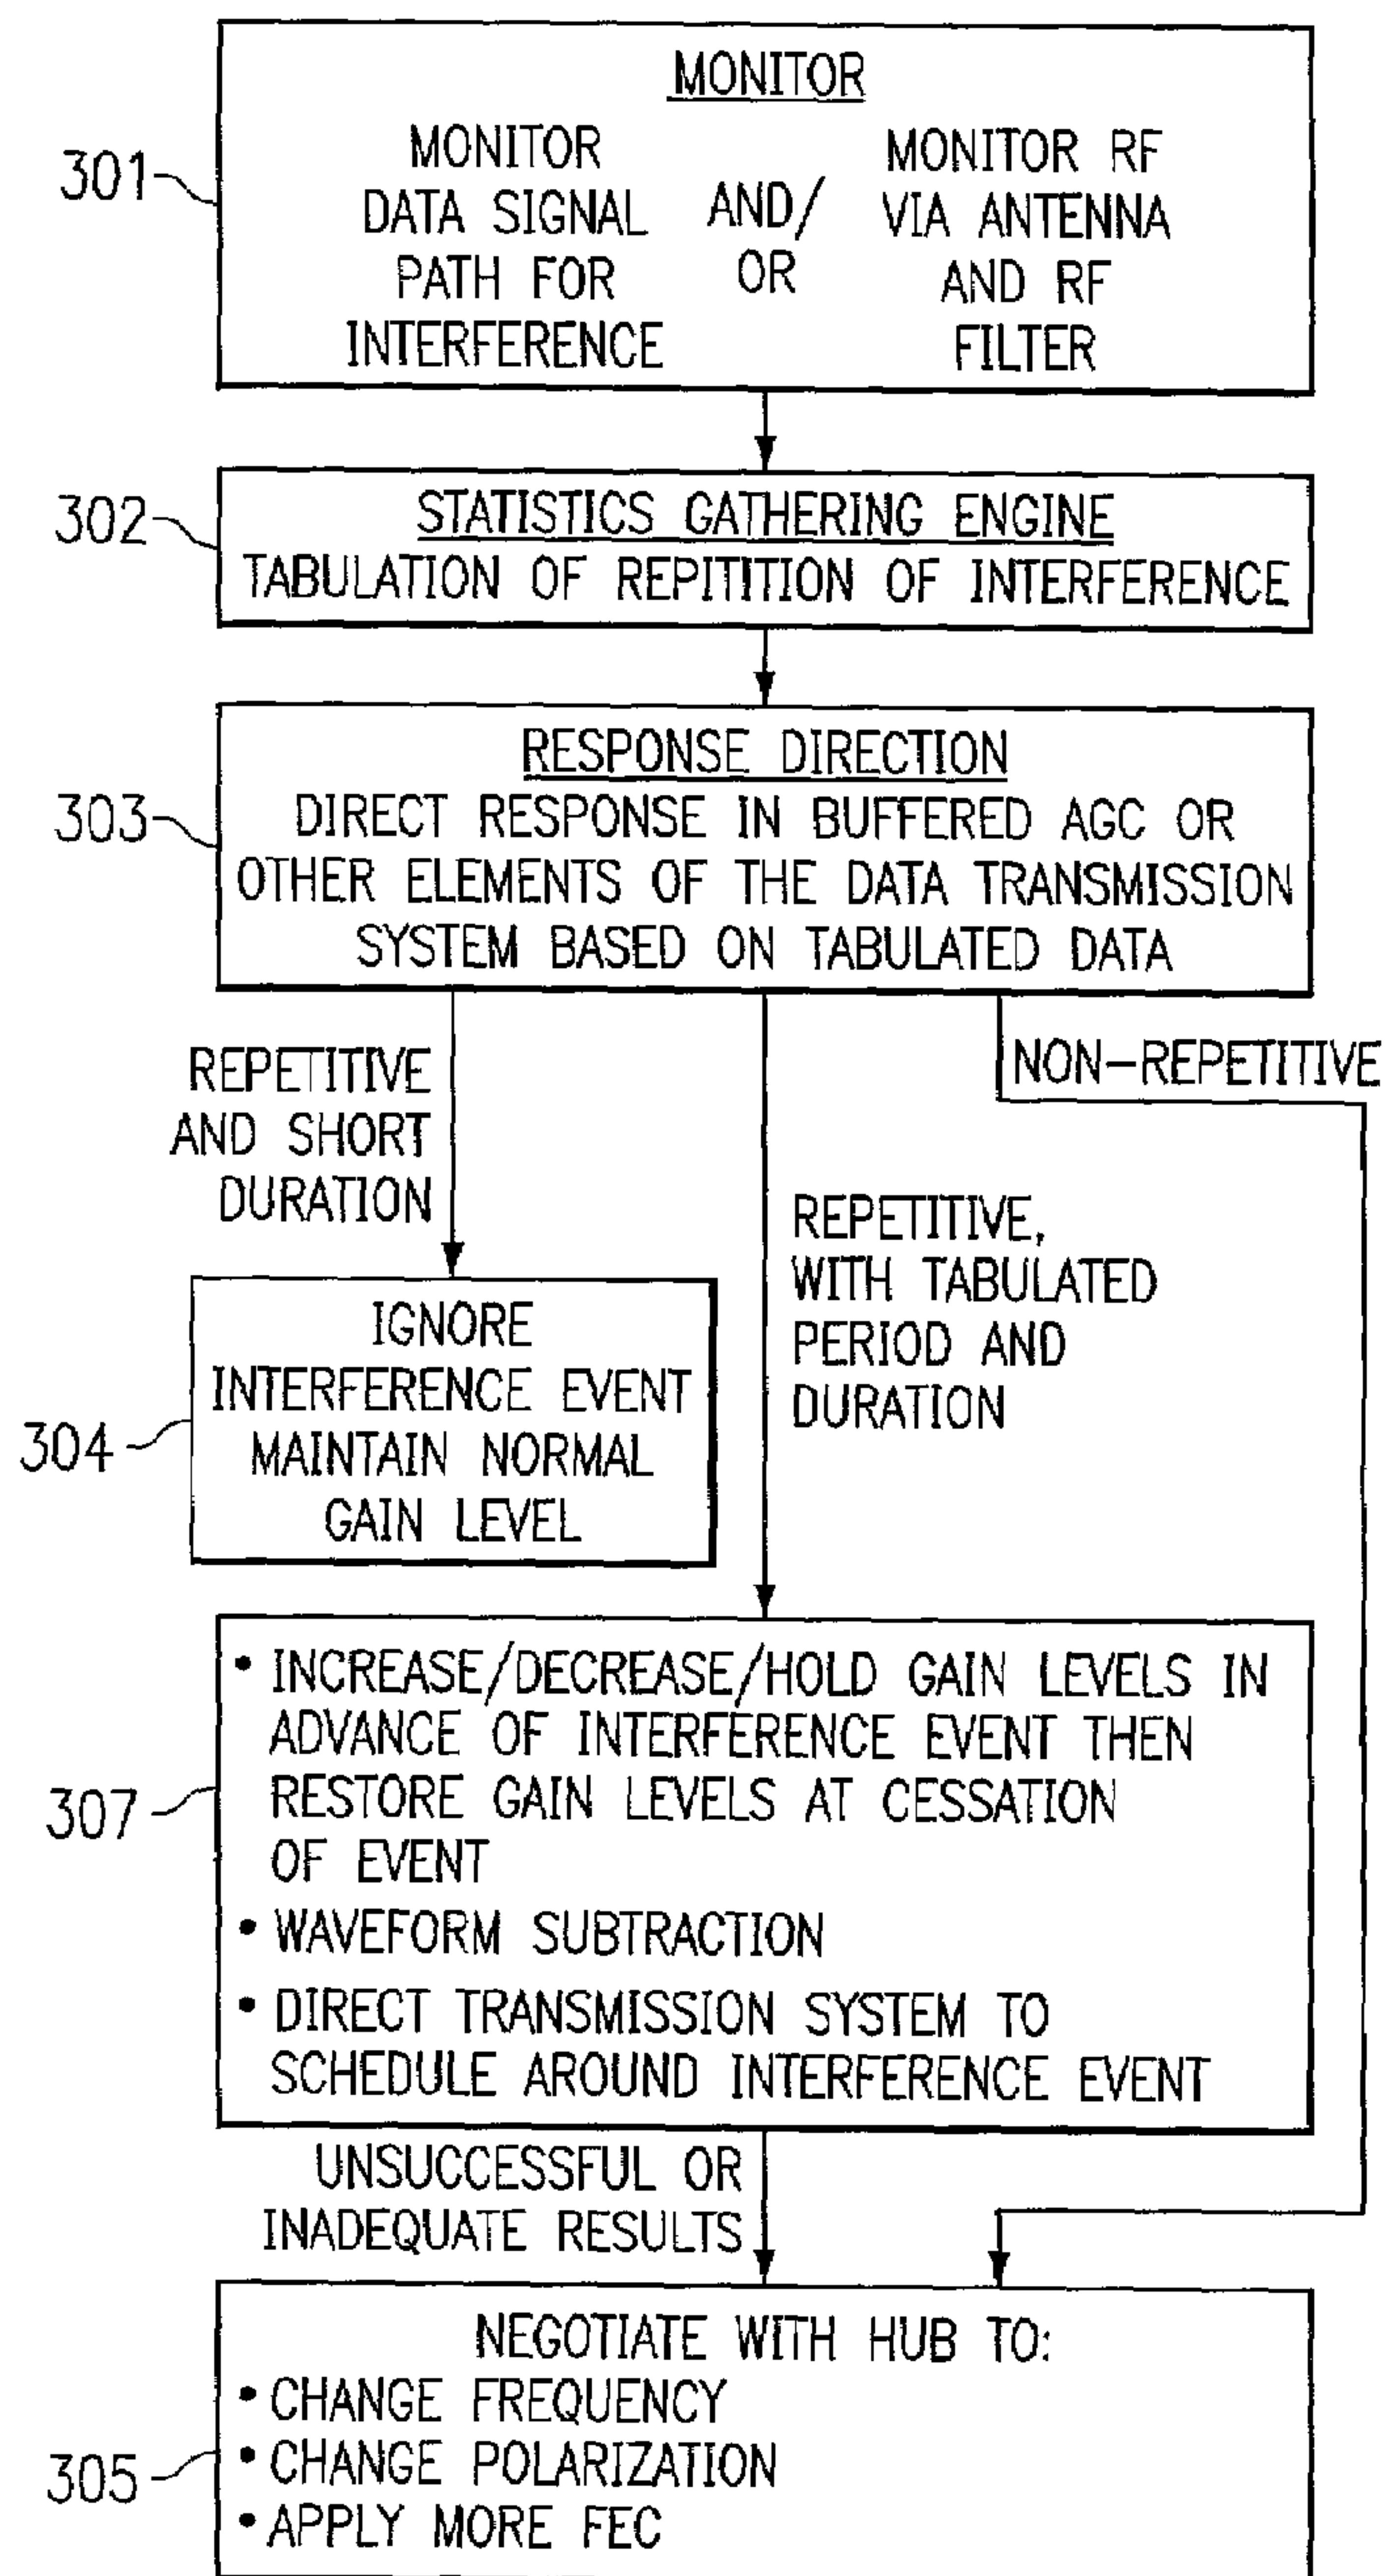 MONITOR
MONITOR
DATA SIGNAL
PATH FOR
INTERFERENCE
AND/
OR
MONITOR RF
VIA ANTENNA
AND RF
FILTER
301
STATISTICS GATHERING ENGINE
TABULATION OF REPITITION OF INTERFERENCE
302
RESPONSE DIRECTION
DIRECT RESPONSE IN BUFFERED AGC OR
OTHER ELEMENTS OF THE DATA TRANSMISSION
SYSTEM BASED ON TABULATED DATA
303
REPETITIVE
AND SHORT
DURATION
NON-REPETITIVE
REPETITIVE,
WITH TABULATED
PERIOD AND
DURATION
IGNORE
INTERFERENCE EVENT
MAINTAIN NORMAL
GAIN LEVEL
304
• INCREASE/DECREASE/HOLD GAIN LEVELS IN
ADVANCE OF INTERFERENCE EVENT THEN
RESTORE GAIN LEVELS AT CESSATION
OF EVENT
• WAVEFORM SUBTRACTION
• DIRECT TRANSMISSION SYSTEM TO
SCHEDULE AROUND INTERFERENCE EVENT
307
UNSUCCESSFUL OR
INADEQUATE RESULTS
NEGOTIATE WITH HUB TO:
• CHANGE FREQUENCY
• CHANGE POLARIZATION
• APPLY MORE FEC
305